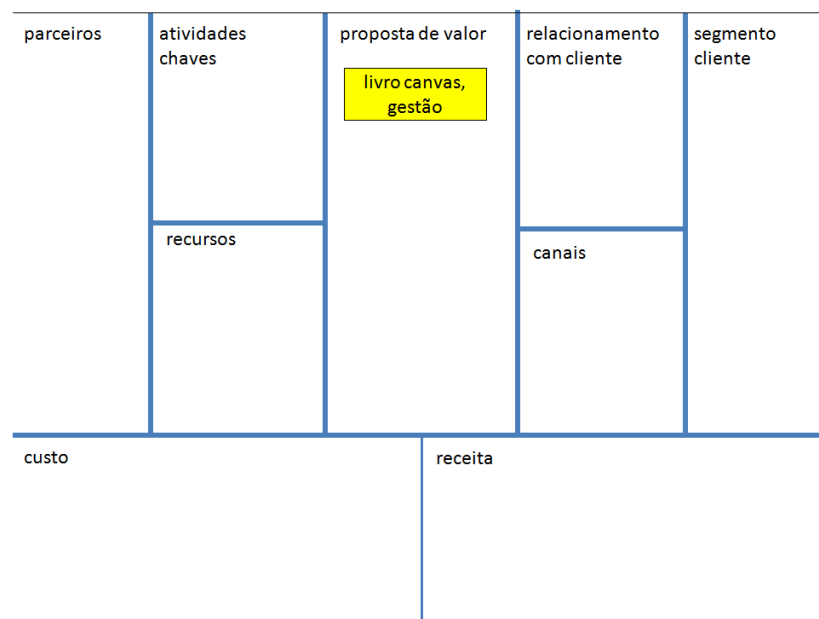 parceiros
atividades
chaves
proposta de valor
livro canvas,
gestão
relacionamento
com cliente
segmento
cliente
recursos
canais
custo
receita